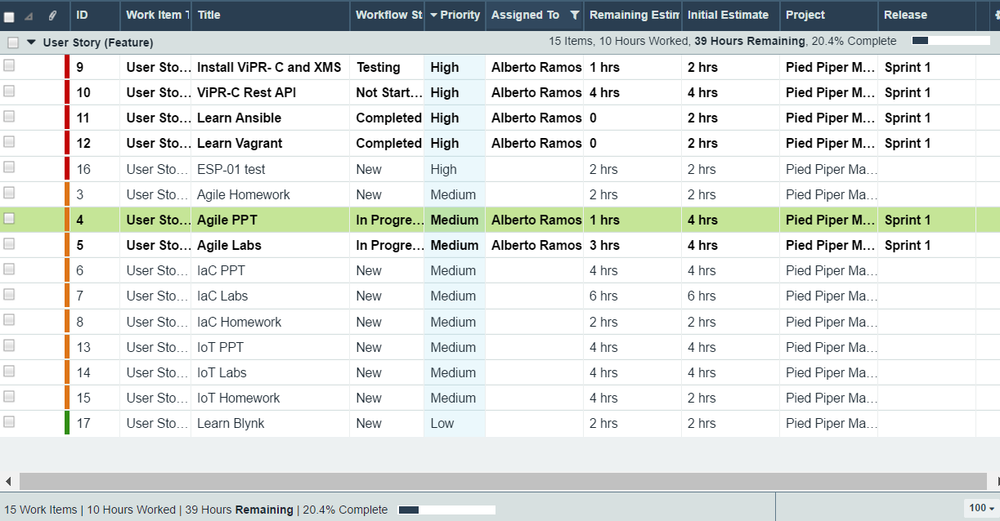 ID Work Item T Title Workflow St Priority Assigned To Remaining Estim Initial Estimate Project Release
User Story (Feature) 15 Items, 10 Hours Worked, 39 Hours Remaining, 20.4% Complete
9 User Sto... Install ViPR- C and XMS Testing High Alberto Ramos 1 hrs 2 hrs Pied Piper M... Sprint 1
10 User Sto... ViPR-C Rest API Not Start... High Alberto Ramos 4 hrs 4 hrs Pied Piper M... Sprint 1
11 User Sto... Learn Ansible Completed High Alberto Ramos 0 2 hrs Pied Piper M... Sprint 1
12 User Sto... Learn Vagrant Completed High Alberto Ramos 0 2 hrs Pied Piper M... Sprint 1
16 User Sto... ESP-01 test New High 2 hrs 2 hrs Pied Piper Ma...
3 User Sto... Agile Homework New Medium 2 hrs 2 hrs Pied Piper Ma...
4 User Sto... Agile PPT In Progre... Medium Alberto Ramos 1 hrs 4 hrs Pied Piper M... Sprint 1
5 User Sto... Agile Labs In Progre... Medium Alberto Ramos 3 hrs 4 hrs Pied Piper M... Sprint 1
6 User Sto... IaC PPT New Medium 4 hrs 4 hrs Pied Piper Ma...
7 User Sto... IaC Labs New Medium 6 hrs 6 hrs Pied Piper Ma...
8 User Sto... IaC Homework New Medium 2 hrs 2 hrs Pied Piper Ma...
13 User Sto... IoT PPT New Medium 4 hrs 4 hrs Pied Piper Ma...
14 User Sto... IoT Labs New Medium 4 hrs 4 hrs Pied Piper Ma...
15 User Sto... IoT Homework New Medium 4 hrs 2 hrs Pied Piper Ma...
17 User Sto... Learn Blynk New Low 2 hrs 2 hrs Pied Piper Ma...
15 Work Items | 10 Hours Worked | 39 Hours Remaining | 20.4% Complete 100